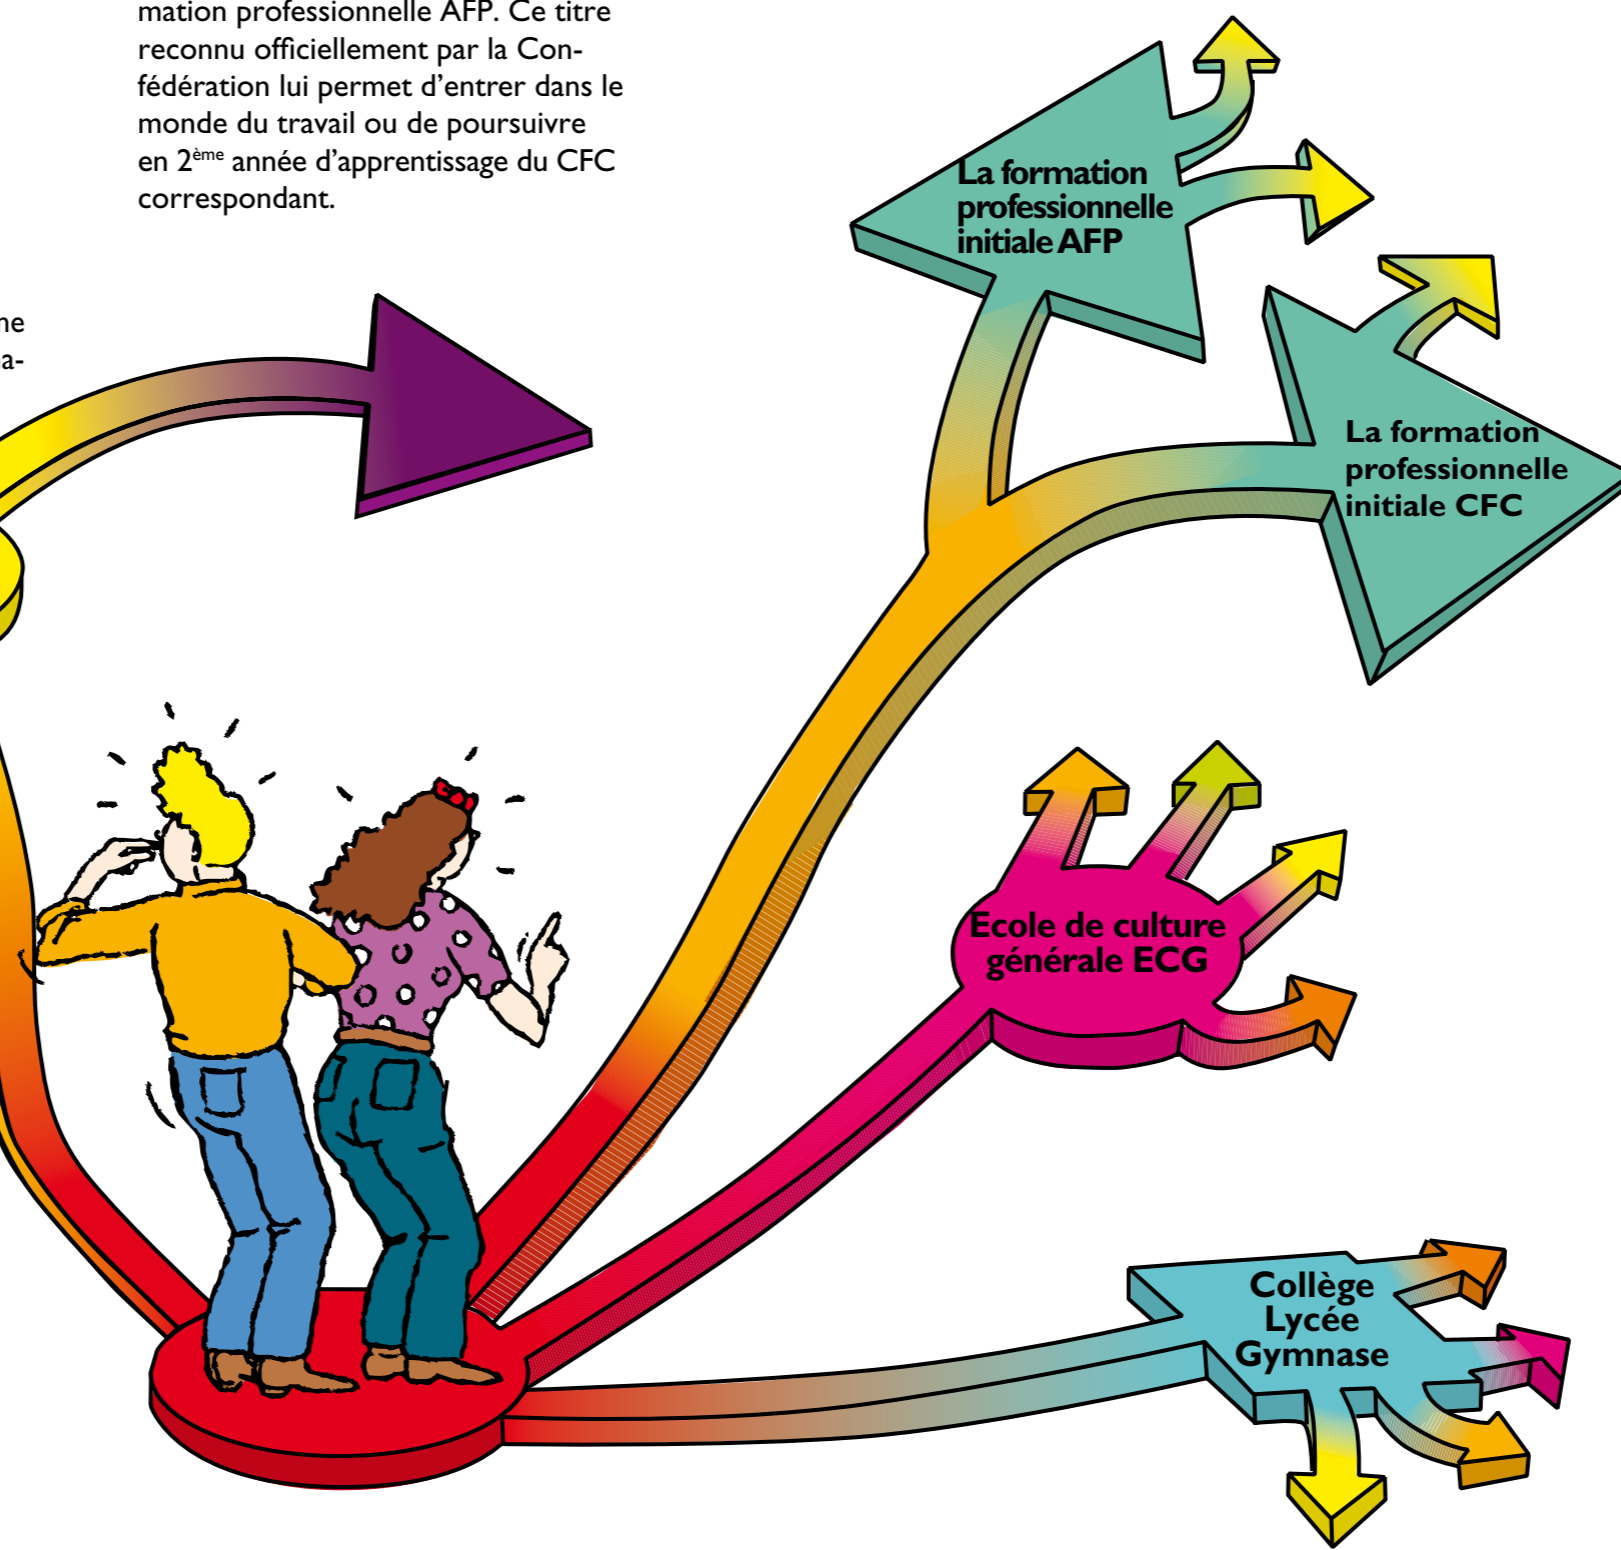 mation professionnelle AFP. Ce titre
reconnu officiellement par la Con-
fédération lui permet d'entrer dans le
monde du travail ou de poursuivre
en 2ème année d'apprentissage du CFC
correspondant.
La formation
professionnelle
initiale AFP
La formation
professionnelle
initiale CFC
Ecole de culture
générale ECG
Collège
Lycée
Gymnase